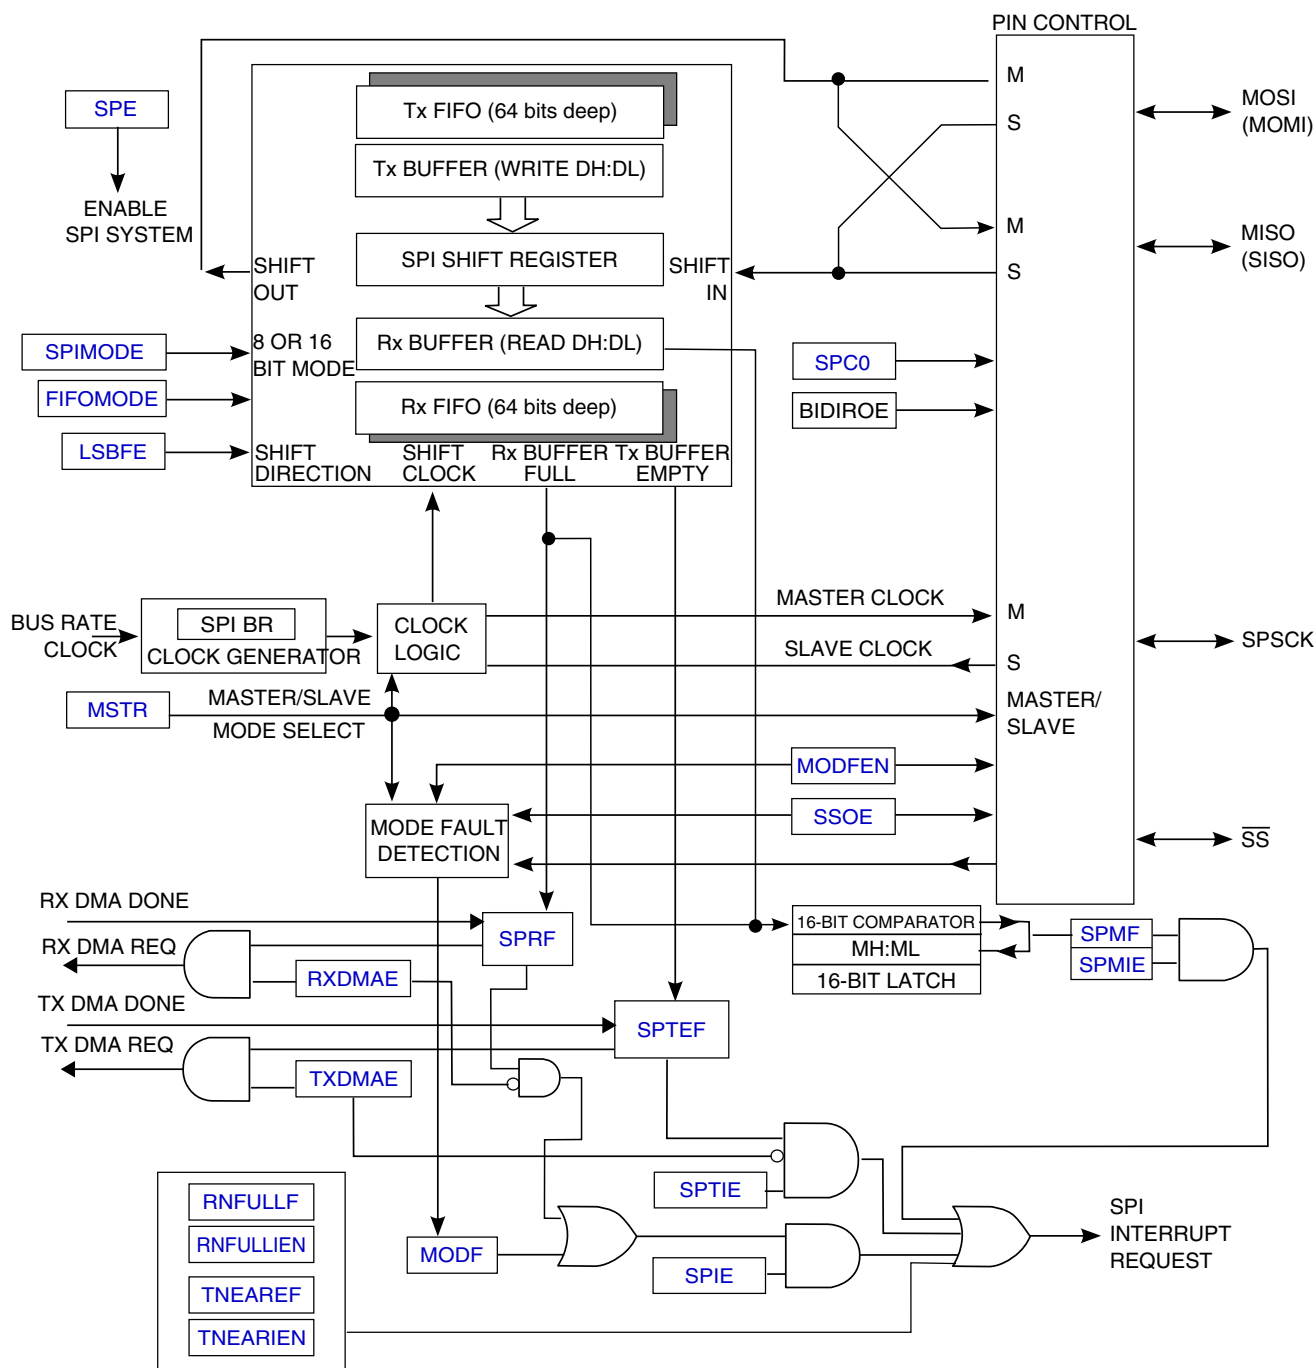 PIN CONTROL
SPE
ENABLE
SPI SYSTEM
Tx FIFO (64 bits deep)
Tx BUFFER (WRITE DH:DL)
SPI SHIFT REGISTER
Rx BUFFER (READ DH:DL)
Rx FIFO (64 bits deep)
SHIFT
OUT
SHIFT
IN
8 OR 16
BIT MODE
SHIFT
DIRECTION
SHIFT
CLOCK
Rx BUFFER
FULL
Tx BUFFER
EMPTY
SPIMODE
FIFOMODE
LSBFE
M
S
M
S
MOSI
(MOMI)
MISO
(SISO)
SPC0
BIDIROE
BUS RATE
CLOCK
SPI BR
CLOCK GENERATOR
CLOCK
LOGIC
MASTER CLOCK
M
SLAVE CLOCK
S
SPSCK
MSTR
MASTER/SLAVE
MODE SELECT
MASTER/
SLAVE
MODFEN
SSOE
MODE FAULT
DETECTION
SS
RX DMA DONE
RX DMA REQ
SPRF
RXDMAE
16-BIT COMPARATOR
MH:ML
16-BIT LATCH
SPMF
SPMIE
TX DMA DONE
TX DMA REQ
SPTEF
TXDMAE
SPTIE
RNFULLF
RNFULLIEN
TNEAREF
TNEARIEN
MODF
SPIE
SPI
INTERRUPT
REQUEST